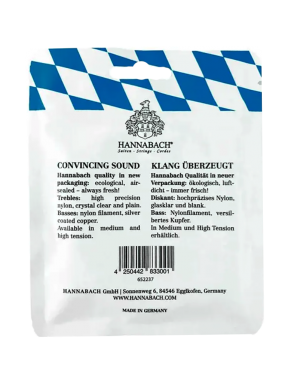 HANNABACH®
Saiten - Strings - Cordes
CONVINCING SOUND
Hannabach quality in new
packaging: ecological, air-
sealed – always fresh!
Trebles: high precision
nylon, crystal clear and plain.
Basses: nylon filament, silver
coated copper.
Available in medium and
high tension.
KLANG ÜBERZEUGT
Hannabach Qualität in neuer
Verpackung: ökologisch, luft-
dicht – immer frisch!
Diskant: hochpräzises Nylon,
glasklar und blank.
Bass: Nylonfilament, versil-
bertes Kupfer.
In Medium und High Tension
erhältlich.
4 250442 833001
652237
HANNABACH GmbH | Sonnenweg 6, 84546 Egglkofen, Germany
WWW.HANNABACH.COM
MADE IN GERMANY